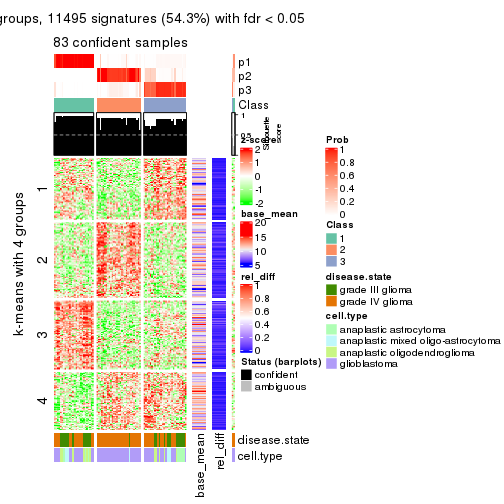 groups, 11495 signatures (54.3%) with fdr < 0.05
83 confident samples
p1
p2
p3
Class
1
0.5
0
Silhouette
score
k-means with 4 groups
1
2
3
4
z-score
2
1
0
-1
-2
base_mean
20
15
10
5
rel_diff
1
0.8
0.6
0.4
0.2
0
Status (barplots)
confident
ambiguous
Prob
1
0.8
0.6
0.4
0.2
0
Class
1
2
3
disease.state
grade III glioma
grade IV glioma
cell.type
anaplastic astrocytoma
anaplastic mixed oligo-astrocytoma
anaplastic oligodendroglioma
glioblastoma
disease.state
cell.type
base_mean
rel_diff